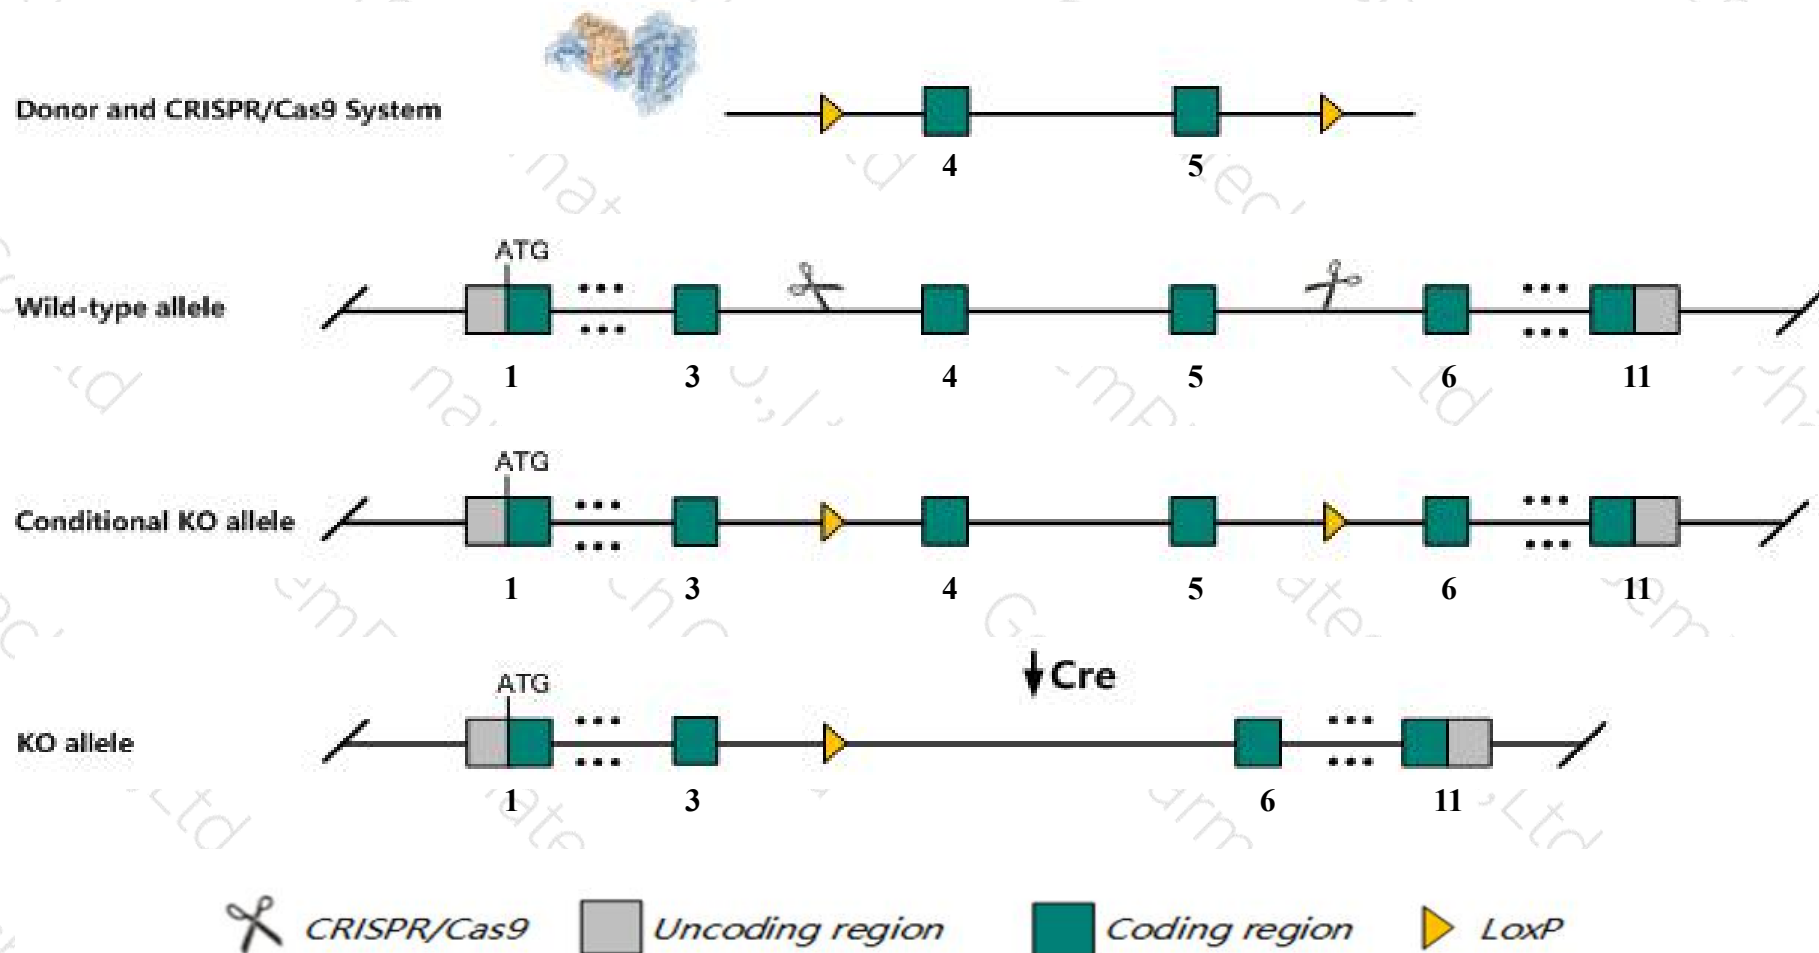 Donor and CRISPR/Cas9 System
4 5
ATG
Wild-type allele
1 3 4 5 6 11
ATG
Conditional KO allele
1 3 4 5 6 11
Cre
ATG
KO allele
1 3 6 11
CRISPR/Cas9 Uncoding region Coding region LoxP